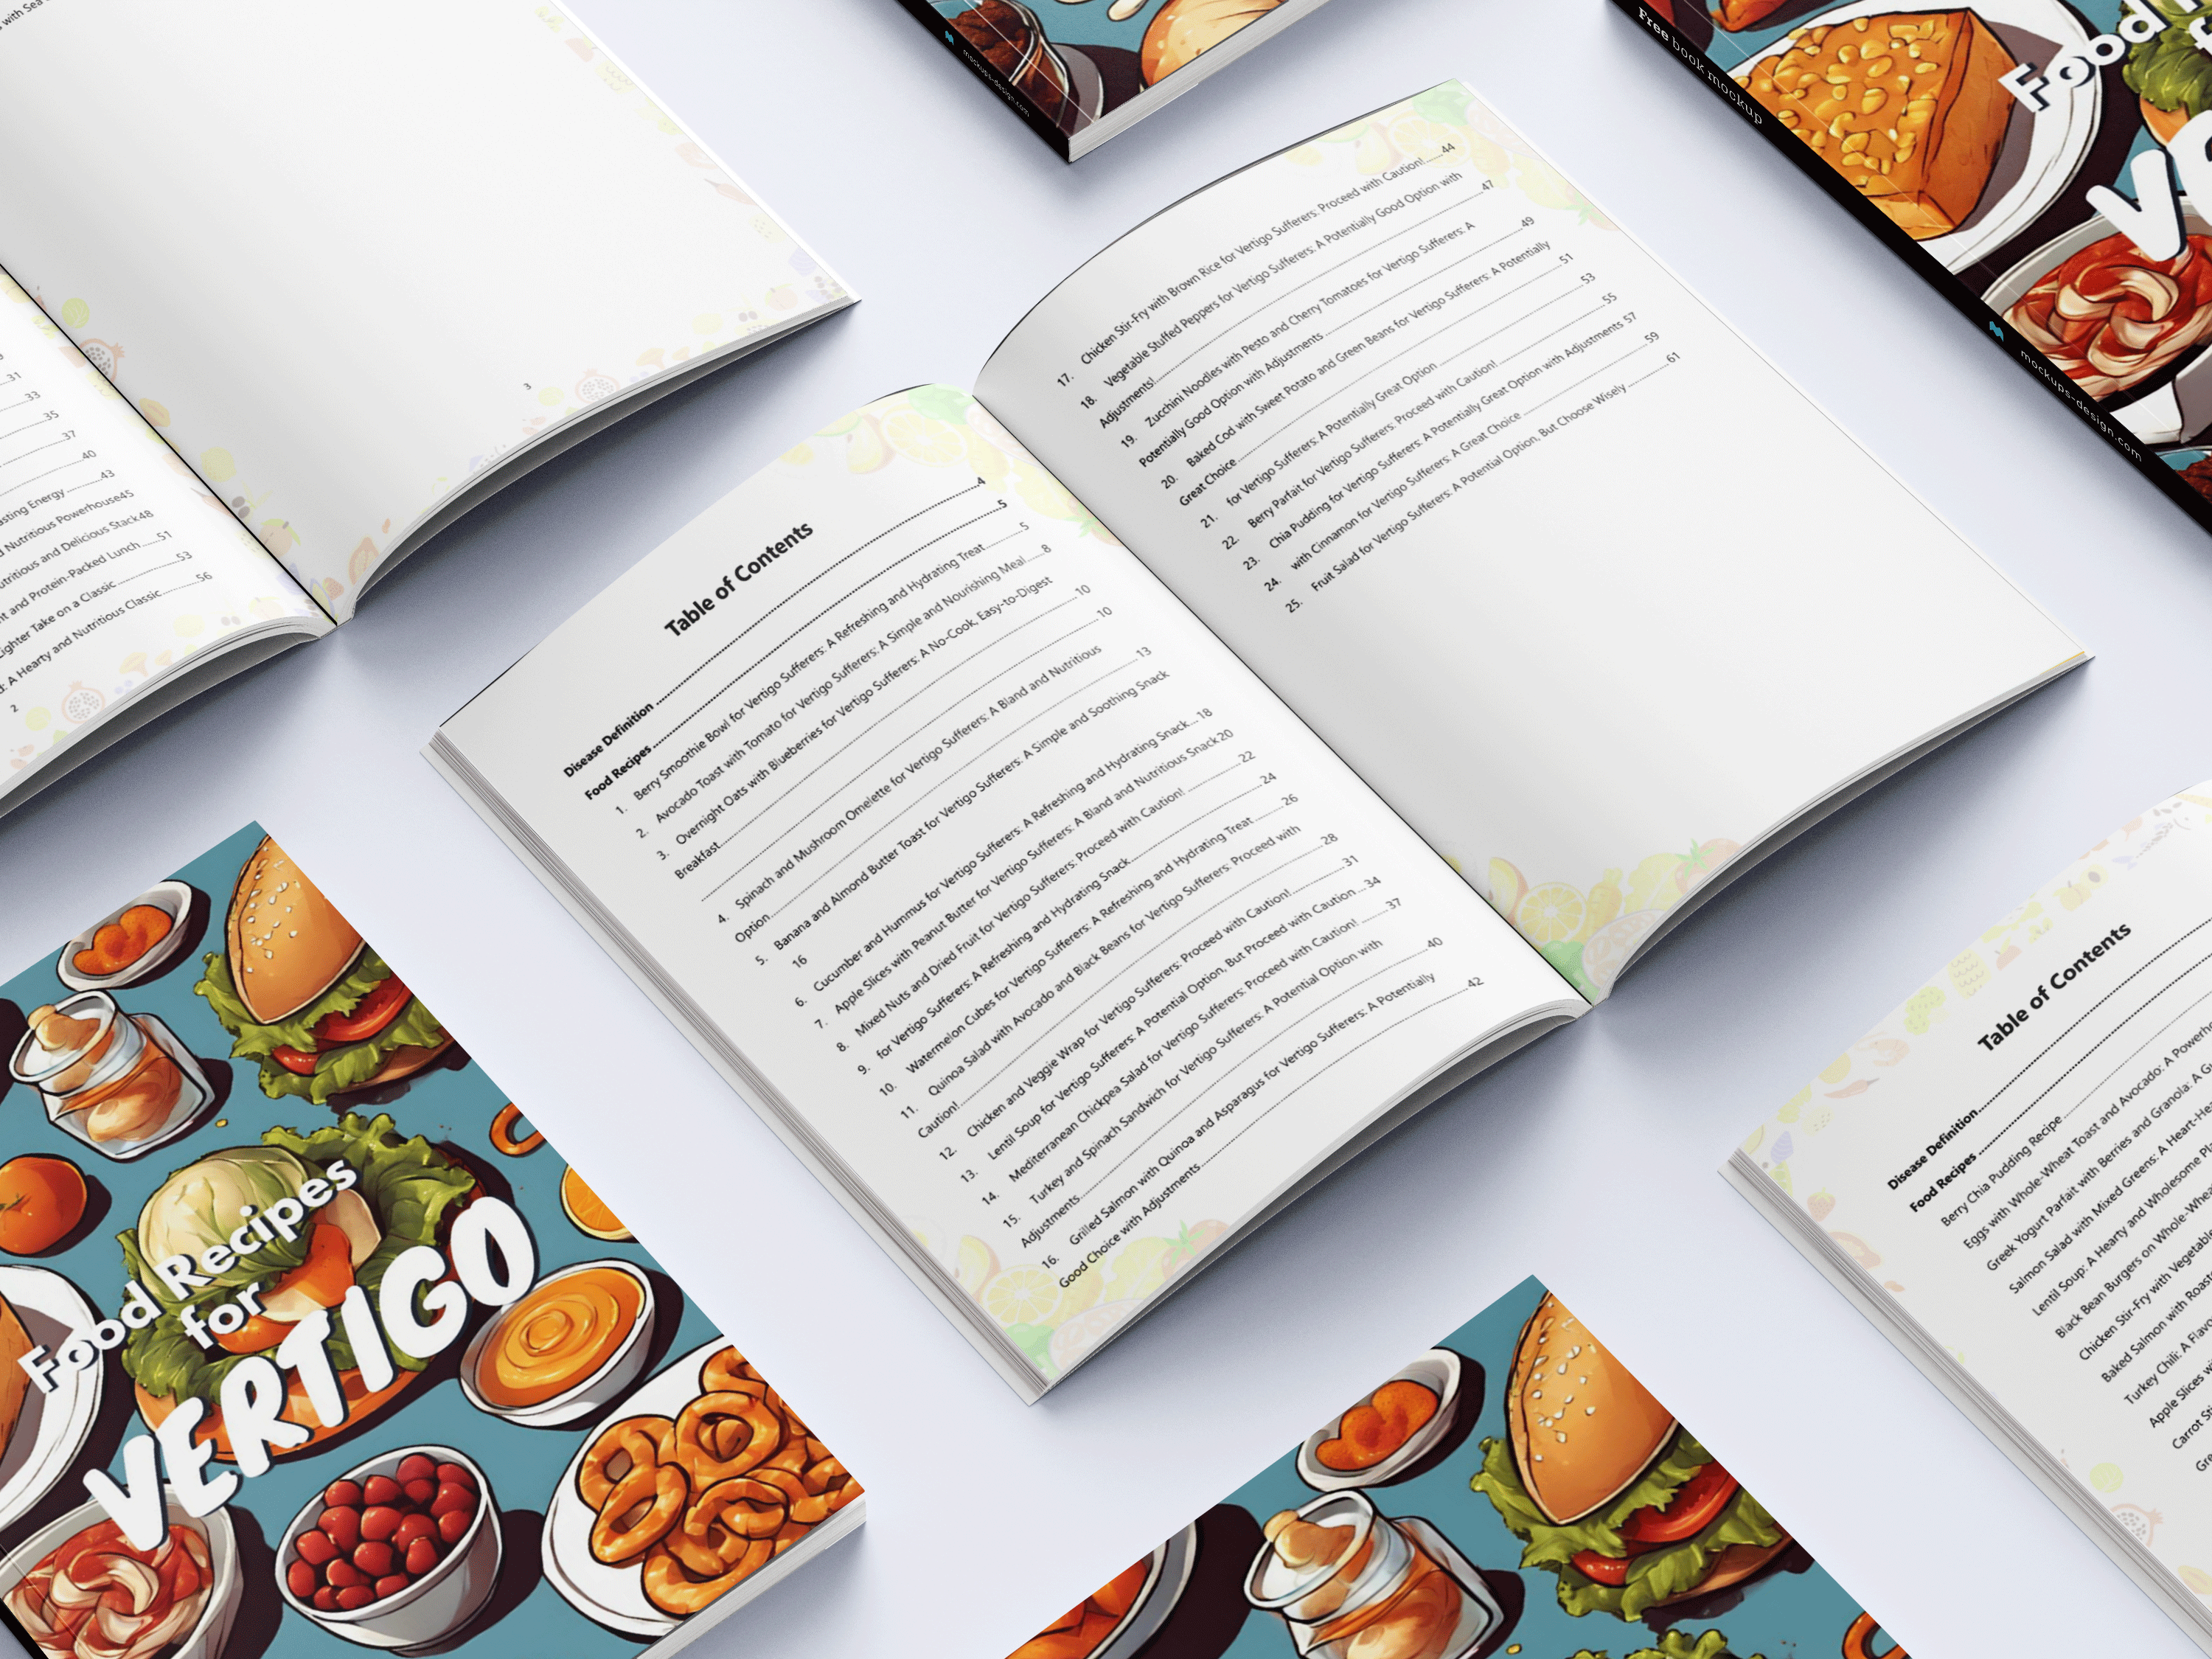 with Sea
3
31
33
35
37
40
asting Energy......43
d Nutritious Powerhouse45
utritious and Delicious Stack48
nt and Protein-Packed Lunch......51
ighter Take on a Classic......53
: A Hearty and Nutritious Classic......56
2
mockups-design.com
Free book mockup
mockups-design.com
Food
VE
Table of Contents
Disease Definition......4
Food Recipes......5
1. Berry Smoothie Bowl for Vertigo Sufferers: A Refreshing and Hydrating Treat......5
2. Avocado Toast with Tomato for Vertigo Sufferers: A Simple and Nourishing Meal......8
3. Overnight Oats with Blueberries for Vertigo Sufferers: A No-Cook, Easy-to-Digest
Breakfast......10
......10
4. Spinach and Mushroom Omelette for Vertigo Sufferers: A Bland and Nutritious
Option......13
5. Banana and Almond Butter Toast for Vertigo Sufferers: A Simple and Soothing Snack
16
6. Cucumber and Hummus for Vertigo Sufferers: A Refreshing and Hydrating Snack......18
7. Apple Slices with Peanut Butter for Vertigo Sufferers: A Bland and Nutritious Snack20
8. Mixed Nuts and Dried Fruit for Vertigo Sufferers: Proceed with Caution!......22
9. for Vertigo Sufferers: A Refreshing and Hydrating Snack......24
10. Watermelon Cubes for Vertigo Sufferers: A Refreshing and Hydrating Treat......26
11. Quinoa Salad with Avocado and Black Beans for Vertigo Sufferers: Proceed with
Caution!......28
12. Chicken and Veggie Wrap for Vertigo Sufferers: Proceed with Caution!......31
13. Lentil Soup for Vertigo Sufferers: A Potential Option, But Proceed with Caution......34
14. Mediterranean Chickpea Salad for Vertigo Sufferers: Proceed with Caution!......37
15. Turkey and Spinach Sandwich for Vertigo Sufferers: A Potential Option with
Adjustments......40
16. Grilled Salmon with Quinoa and Asparagus for Vertigo Sufferers: A Potentially
Good Choice with Adjustments......42
17. Chicken Stir-Fry with Brown Rice for Vertigo Sufferers: Proceed with Caution!......44
18. Vegetable Stuffed Peppers for Vertigo Sufferers: A Potentially Good Option with
Adjustments!......47
19. Zucchini Noodles with Pesto and Cherry Tomatoes for Vertigo Sufferers: A
Potentially Good Option with Adjustments......49
20. Baked Cod with Sweet Potato and Green Beans for Vertigo Sufferers: A Potentially
Great Choice......51
21. for Vertigo Sufferers: A Potentially Great Option......53
22. Berry Parfait for Vertigo Sufferers: Proceed with Caution!......55
23. Chia Pudding for Vertigo Sufferers: A Potentially Great Option with Adjustments 57
24. with Cinnamon for Vertigo Sufferers: A Great Choice......59
25. Fruit Salad for Vertigo Sufferers: A Potential Option, But Choose Wisely......61
Food Recipes
for
VERTIGO
Table of Contents
Disease Definition......
Food Recipes......
Berry Chia Pudding Recipe......
Eggs with Whole-Wheat Toast and Avocado: A Powerh
Greek Yogurt Parfait with Berries and Granola: A G
Salmon Salad with Mixed Greens: A Heart-Hea
Lentil Soup: A Hearty and Wholesome Pl
Black Bean Burgers on Whole-Whea
Chicken Stir-Fry with Vegetabl
Baked Salmon with Roast
Turkey Chili: A Flavo
Apple Slices w
Carrot Sti
Gre